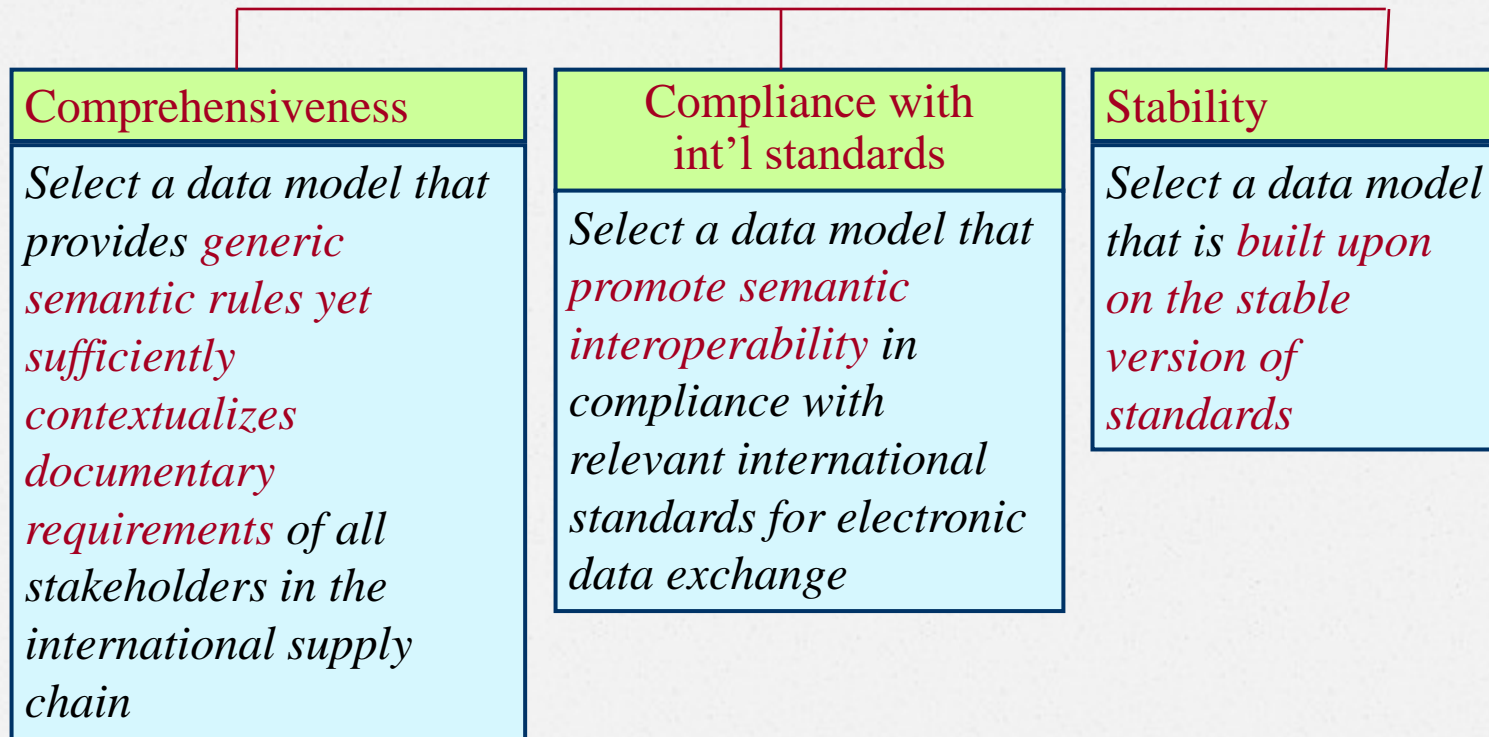 Comprehensiveness
Select a data model that
provides generic
semantic rules yet
sufficiently
contextualizes
documentary
requirements of all
stakeholders in the
international supply
chain
Compliance with
int’l standards
Select a data model that
promote semantic
interoperability in
compliance with
relevant international
standards for electronic
data exchange
Stability
Select a data model
that is built upon
on the stable
version of
standards